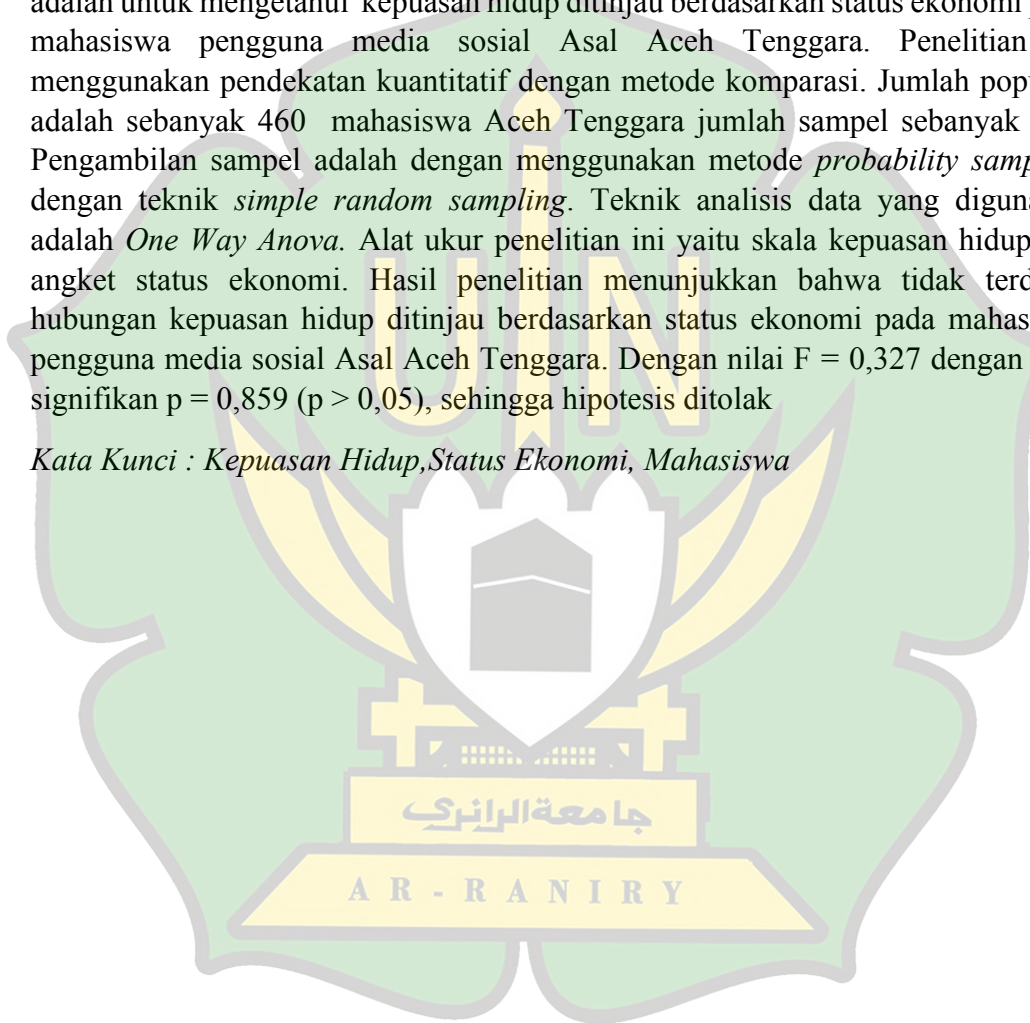 adalah untuk mengetahui kepuasan hidup ditinjau berdasarkan status ekonomi
mahasiswa pengguna media sosial Asal Aceh Tenggara. Penelitian
menggunakan pendekatan kuantitatif dengan metode komparasi. Jumlah
adalah sebanyak 460 mahasiswa Aceh Tenggara jumlah sampel sebanyak
Pengambilan sampel adalah dengan menggunakan metode probability
dengan teknik simple random sampling. Teknik analisis data yang
adalah One Way Anova. Alat ukur penelitian ini yaitu skala kepuasan hidup
angket status ekonomi. Hasil penelitian menunjukkan bahwa tidak
hubungan kepuasan hidup ditinjau berdasarkan status ekonomi pada
pengguna media sosial Asal Aceh Tenggara. Dengan nilai F = 0,327 dengan
signifikan p = 0,859 (p > 0,05), sehingga hipotesis ditolak
Kata Kunci : Kepuasan Hidup,Status Ekonomi, Mahasiswa
UIN
جامعة الرانري
AR-RANIRY